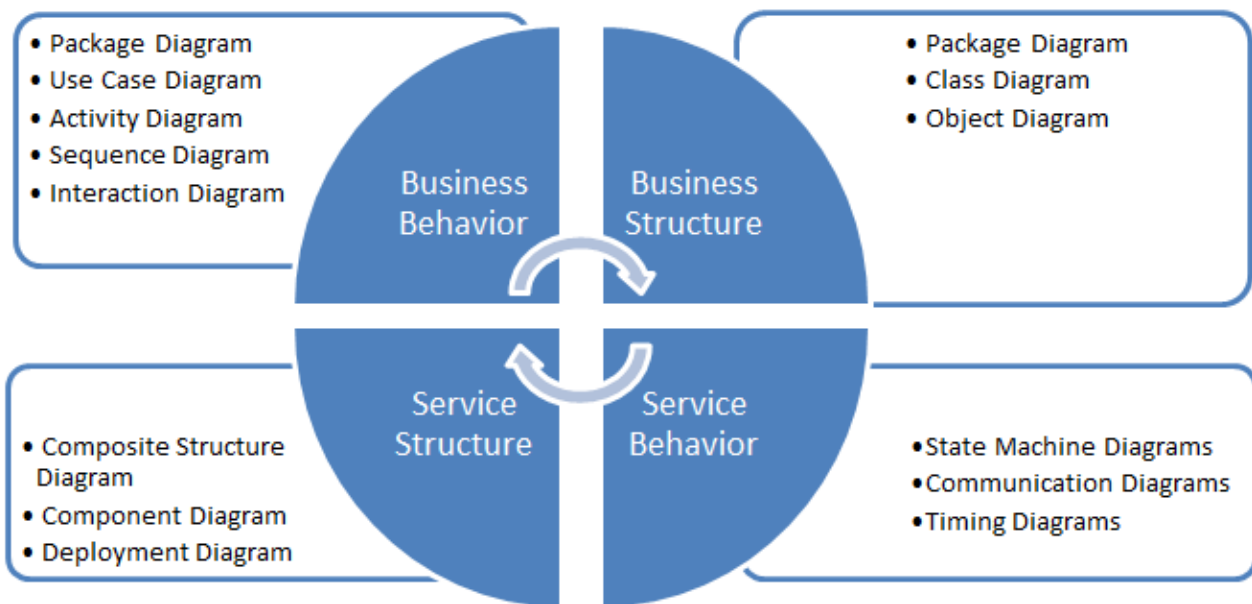 • Package Diagram
• Use Case Diagram
• Activity Diagram
• Sequence Diagram
• Interaction Diagram
Business
Behavior
Business
Structure
• Package Diagram
• Class Diagram
• Object Diagram
• Composite Structure
Diagram
• Component Diagram
• Deployment Diagram
Service
Structure
Service
Behavior
•State Machine Diagrams
•Communication Diagrams
•Timing Diagrams